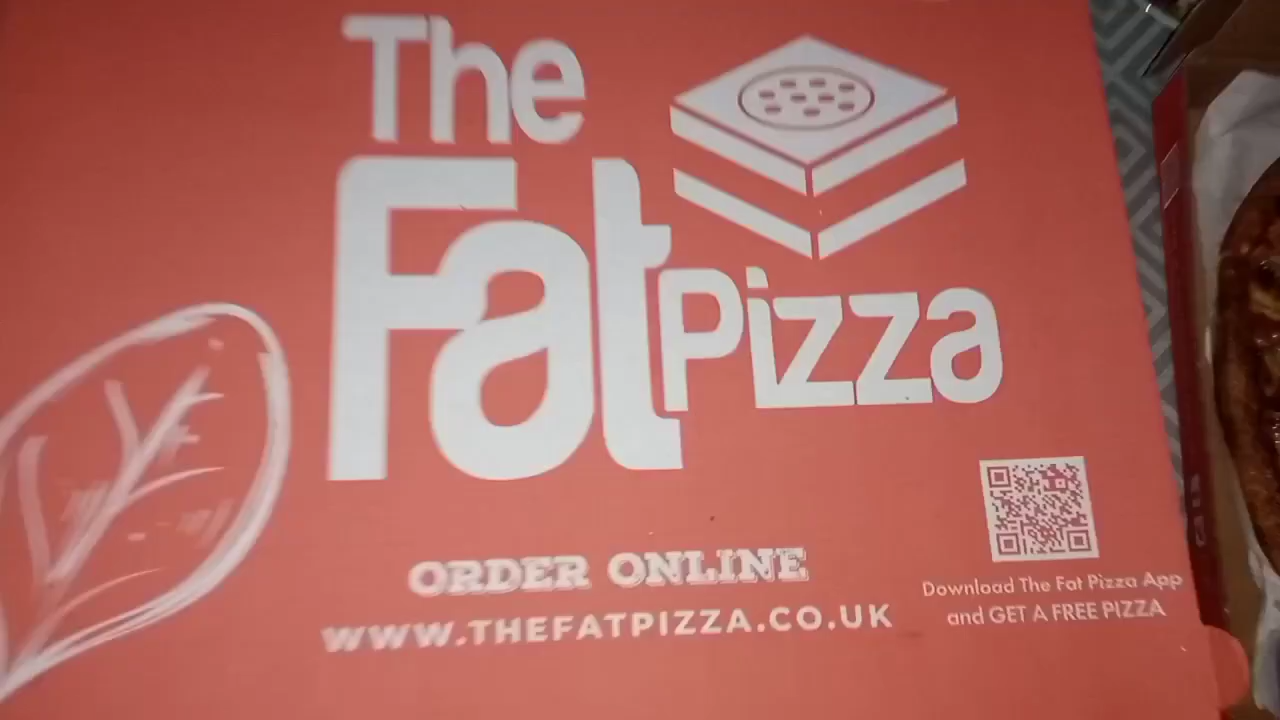 The
Fat Pizza
ORDER ONLINE
WWW.THEFATPIZZA.CO.UK
Download The Fat Pizza App
and GET A FREE PIZZA